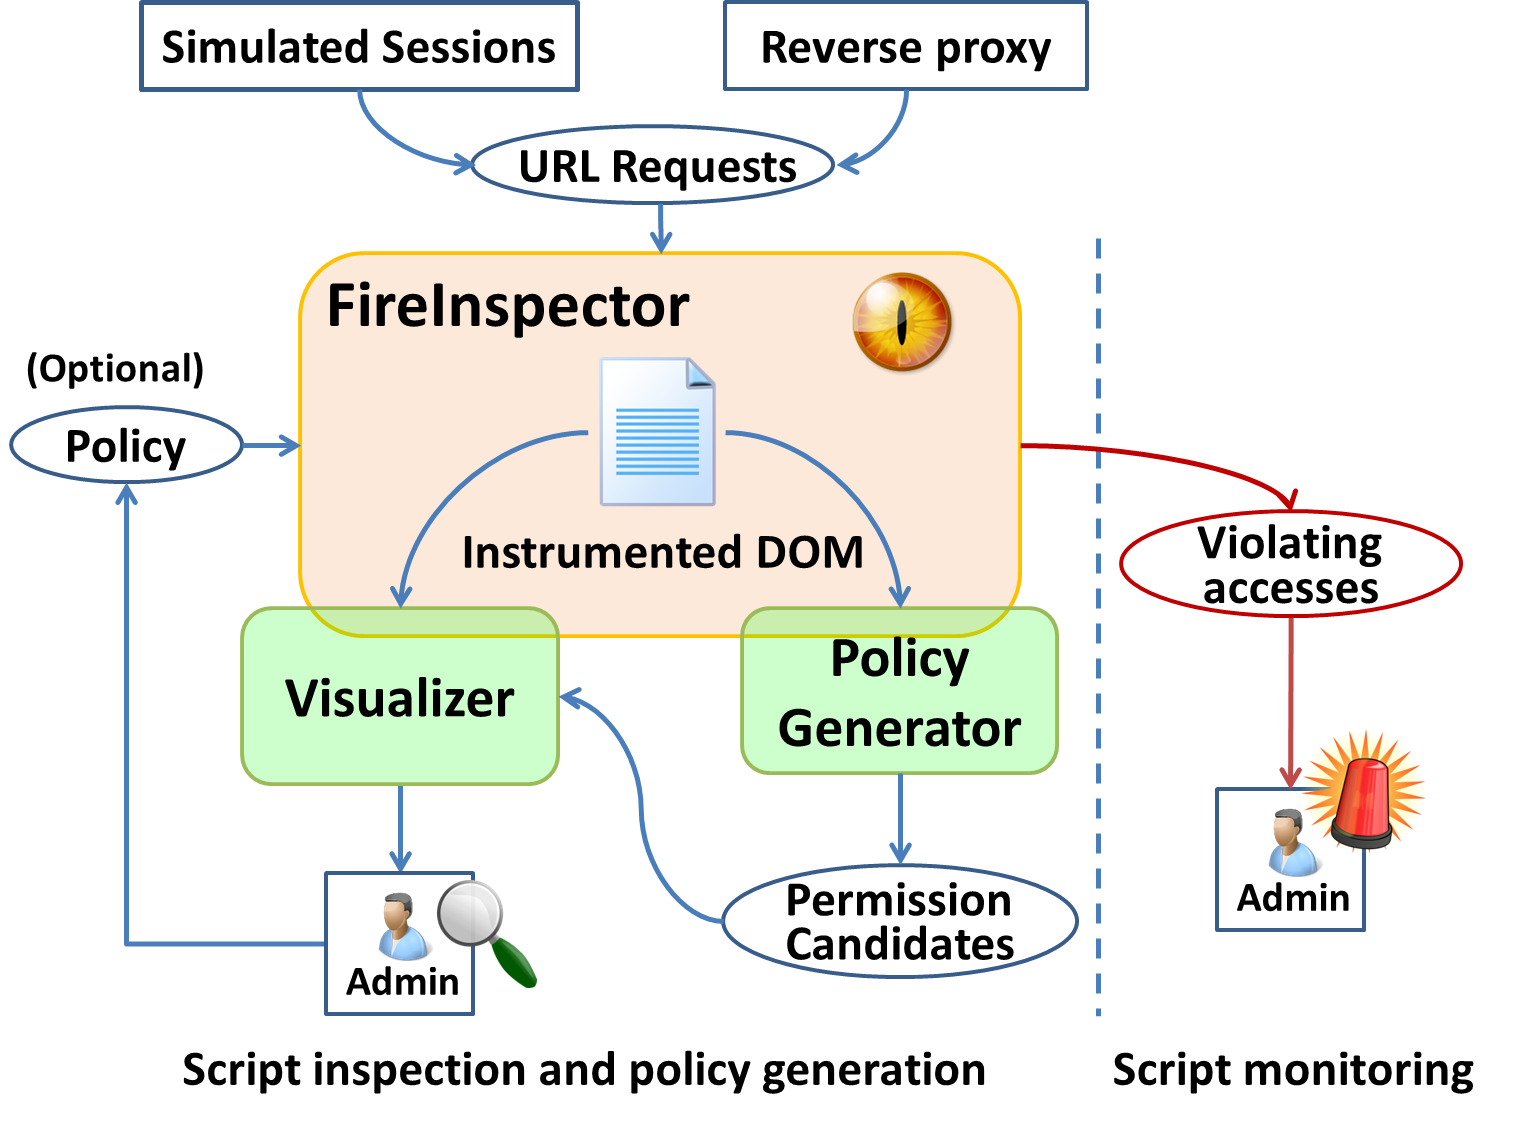 Simulated Sessions
Reverse proxy
URL Requests
FireInspector
(Optional)
Policy
Instrumented DOM
Violating
accesses
Visualizer
Policy
Generator
Permission
Candidates
Admin
Admin
Script inspection and policy generation
Script monitoring